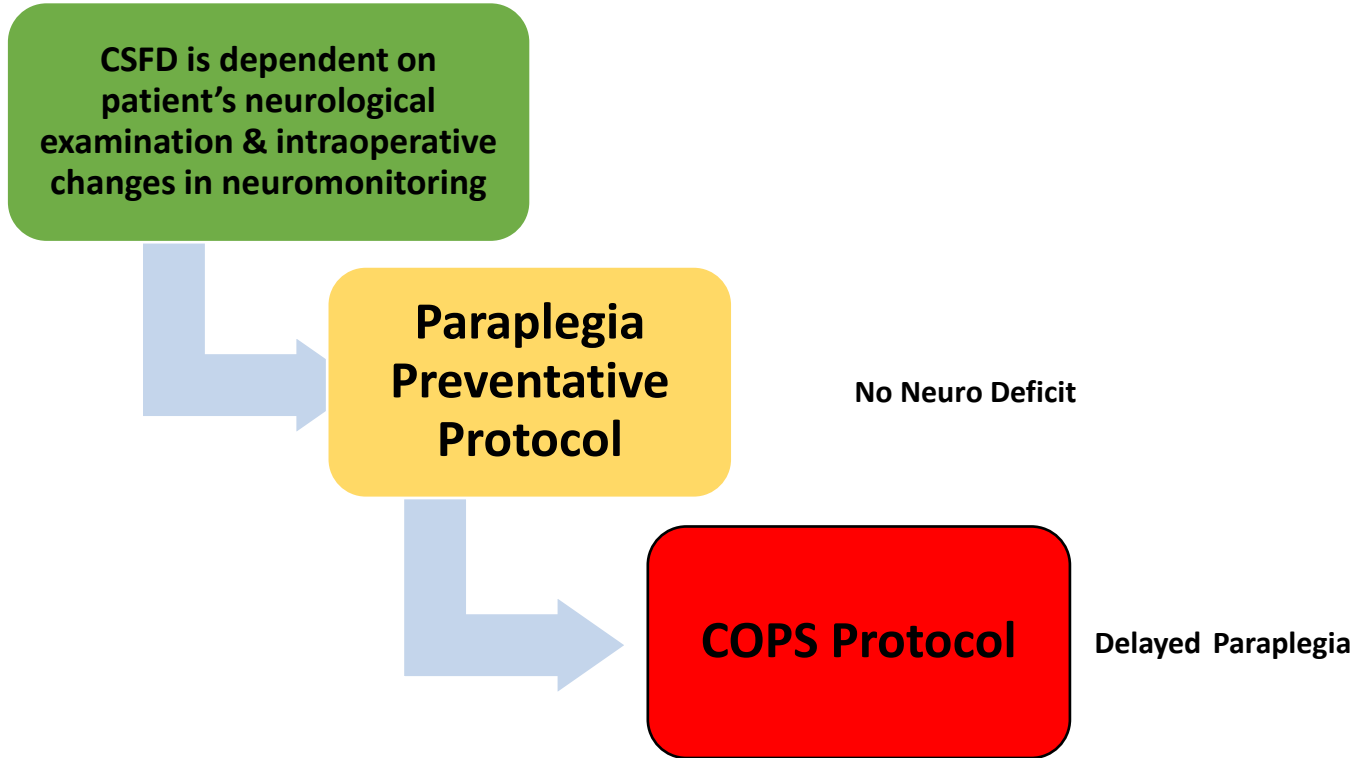 CSFD is dependent on
patient’s neurological
examination & intraoperative
changes in neuromonitoring
Paraplegia
Preventative
Protocol
No Neuro Deficit
COPS Protocol
Delayed Paraplegia